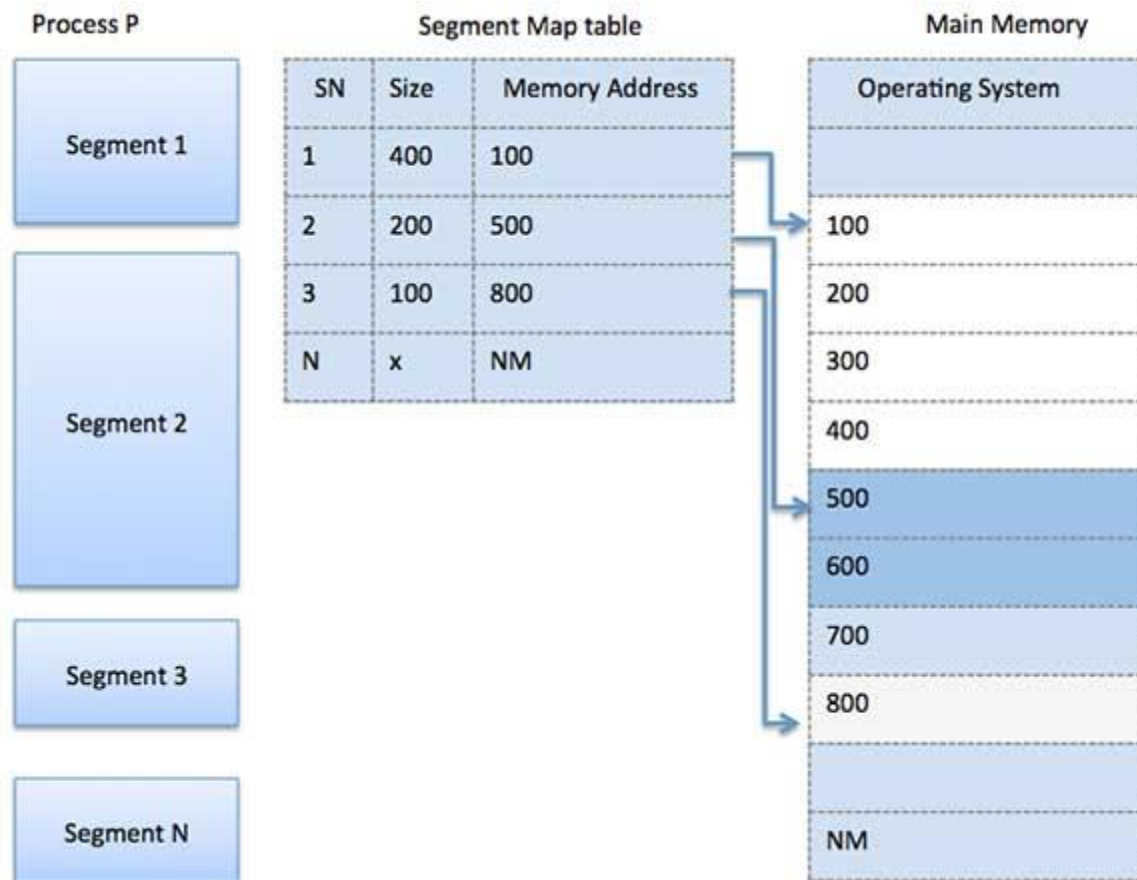 Process P
Segment 1
Segment 2
Segment 3
Segment N
Segment Map table
SN Size Memory Address
1 400 100
2 200 500
3 100 800
N x NM
Main Memory
Operating System
100
200
300
400
500
600
700
800
NM